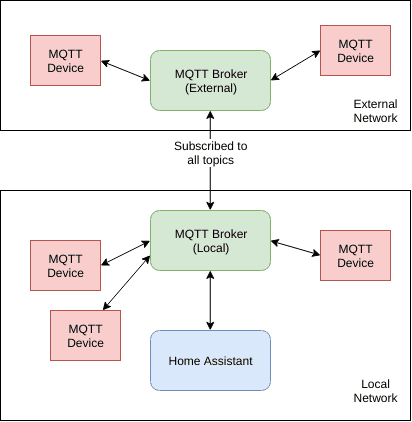 MQTT
Device
MQTT Broker
(External)
MQTT
Device
External
Network
Subscribed to
all topics
MQTT Broker
(Local)
MQTT
Device
MQTT
Device
MQTT
Device
Home Assistant
Local
Network